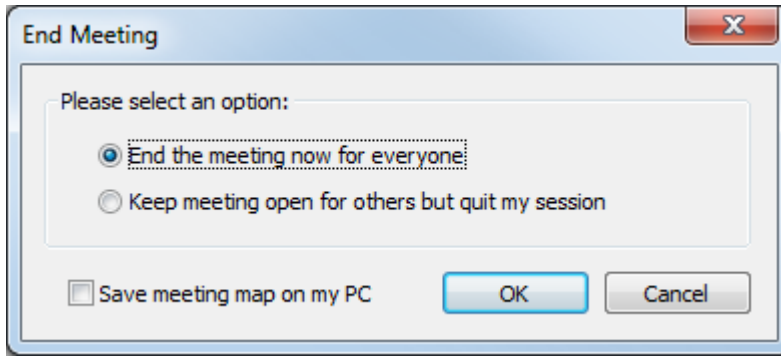 End Meeting
Please select an option:
End the meeting now for everyone
Keep meeting open for others but quit my session
Save meeting map on my PC
OK
Cancel